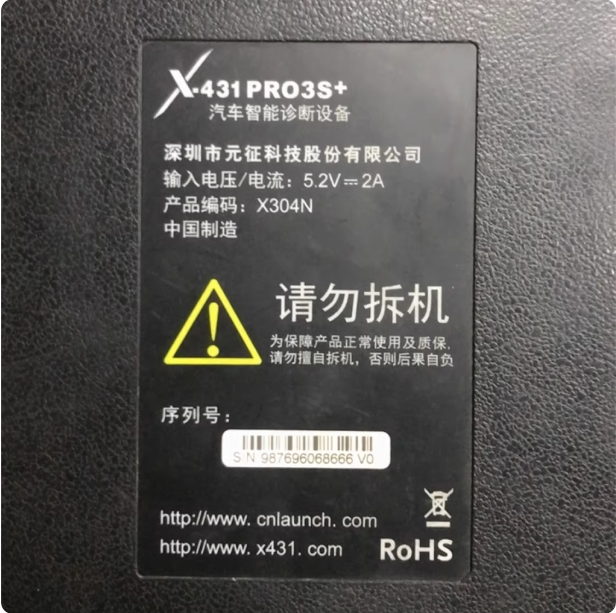 X-431 PRO3S+
汽车智能诊断设备
深圳市元征科技股份有限公司
输入电压/电流：5.2V⎓2A
产品编码：X304N
中国制造
请勿拆机
为保障产品正常使用及质保,
请勿擅自拆机，否则后果自负
序列号：
S N 987696068666 V0
http://www. cnlaunch. com
http://www. x431. com
RoHS